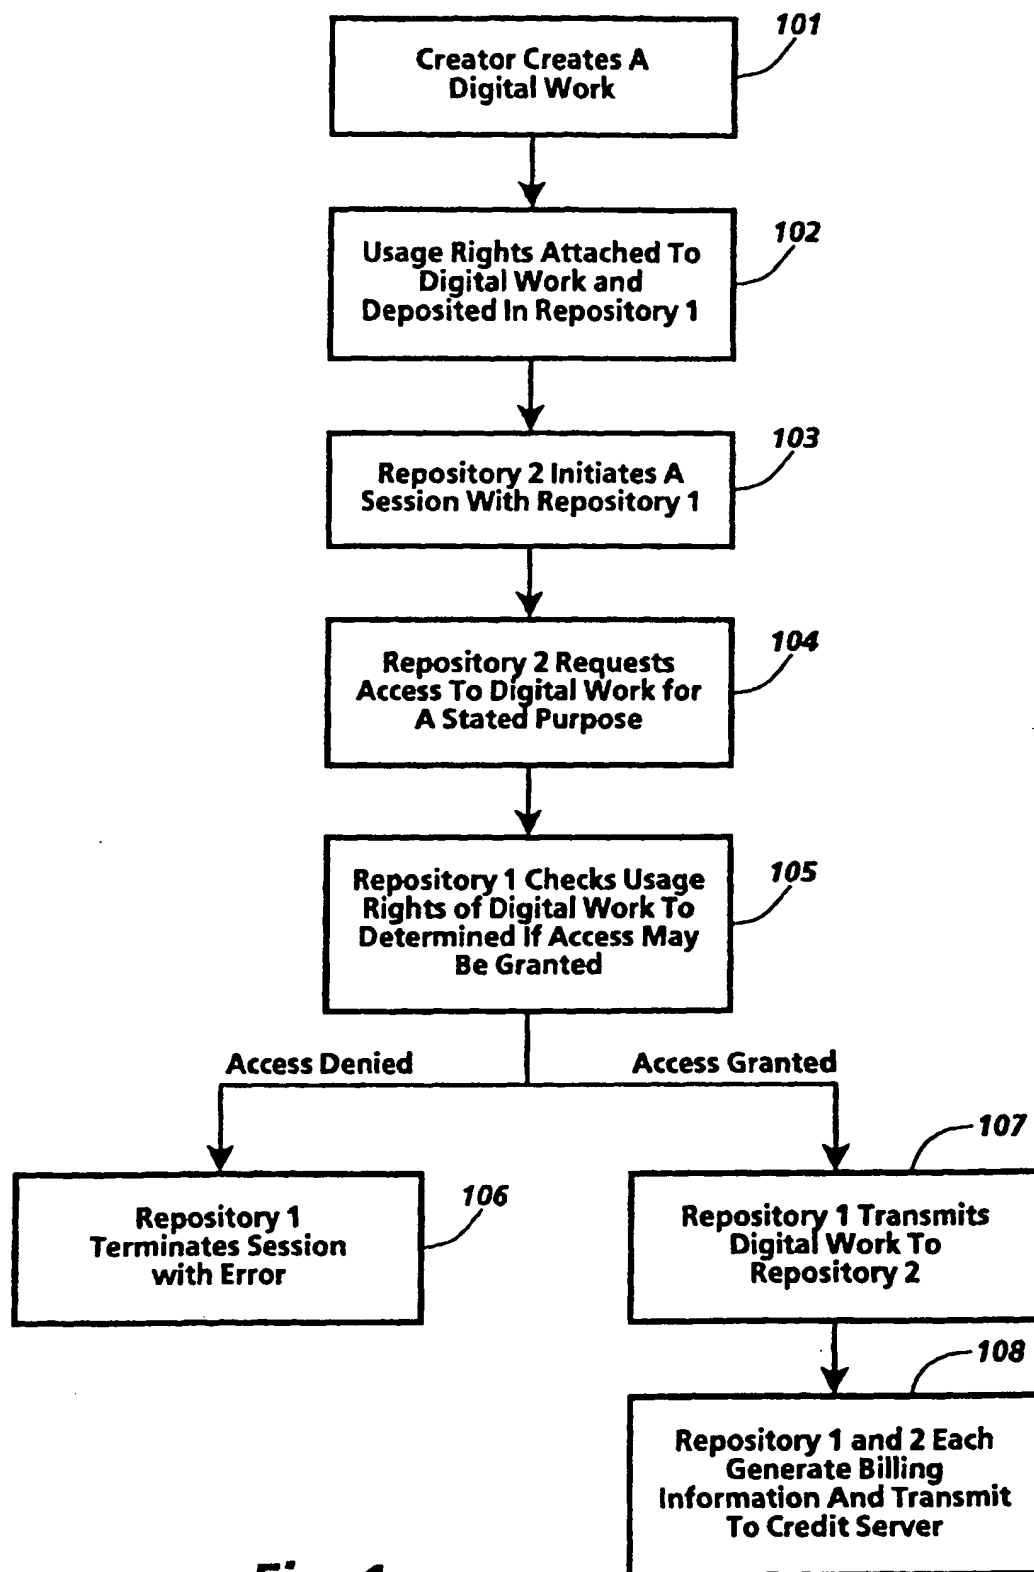 101
Creator Creates A
Digital Work
102
Usage Rights Attached To
Digital Work and
Deposited In Repository 1
103
Repository 2 Initiates A
Session With Repository 1
104
Repository 2 Requests
Access To Digital Work for
A Stated Purpose
105
Repository 1 Checks Usage
Rights of Digital Work To
Determined If Access May
Be Granted
Access Denied
Access Granted
106
Repository 1
Terminates Session
with Error
107
Repository 1 Transmits
Digital Work To
Repository 2
108
Repository 1 and 2 Each
Generate Billing
Information And Transmit
To Credit Server